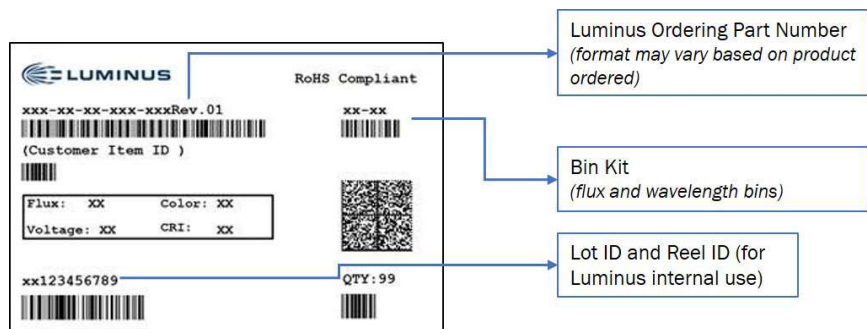 LUMINUS
RoHS Compliant
xxx-xx-xx-xxx-xxxRev.01
xx-xx
(Customer Item ID )
Flux: XX Color: XX
Voltage: XX CRI: XX
xx123456789
QTY:99
Luminus Ordering Part Number
(format may vary based on product
ordered)
Bin Kit
(flux and wavelength bins)
Lot ID and Reel ID (for
Luminus internal use)